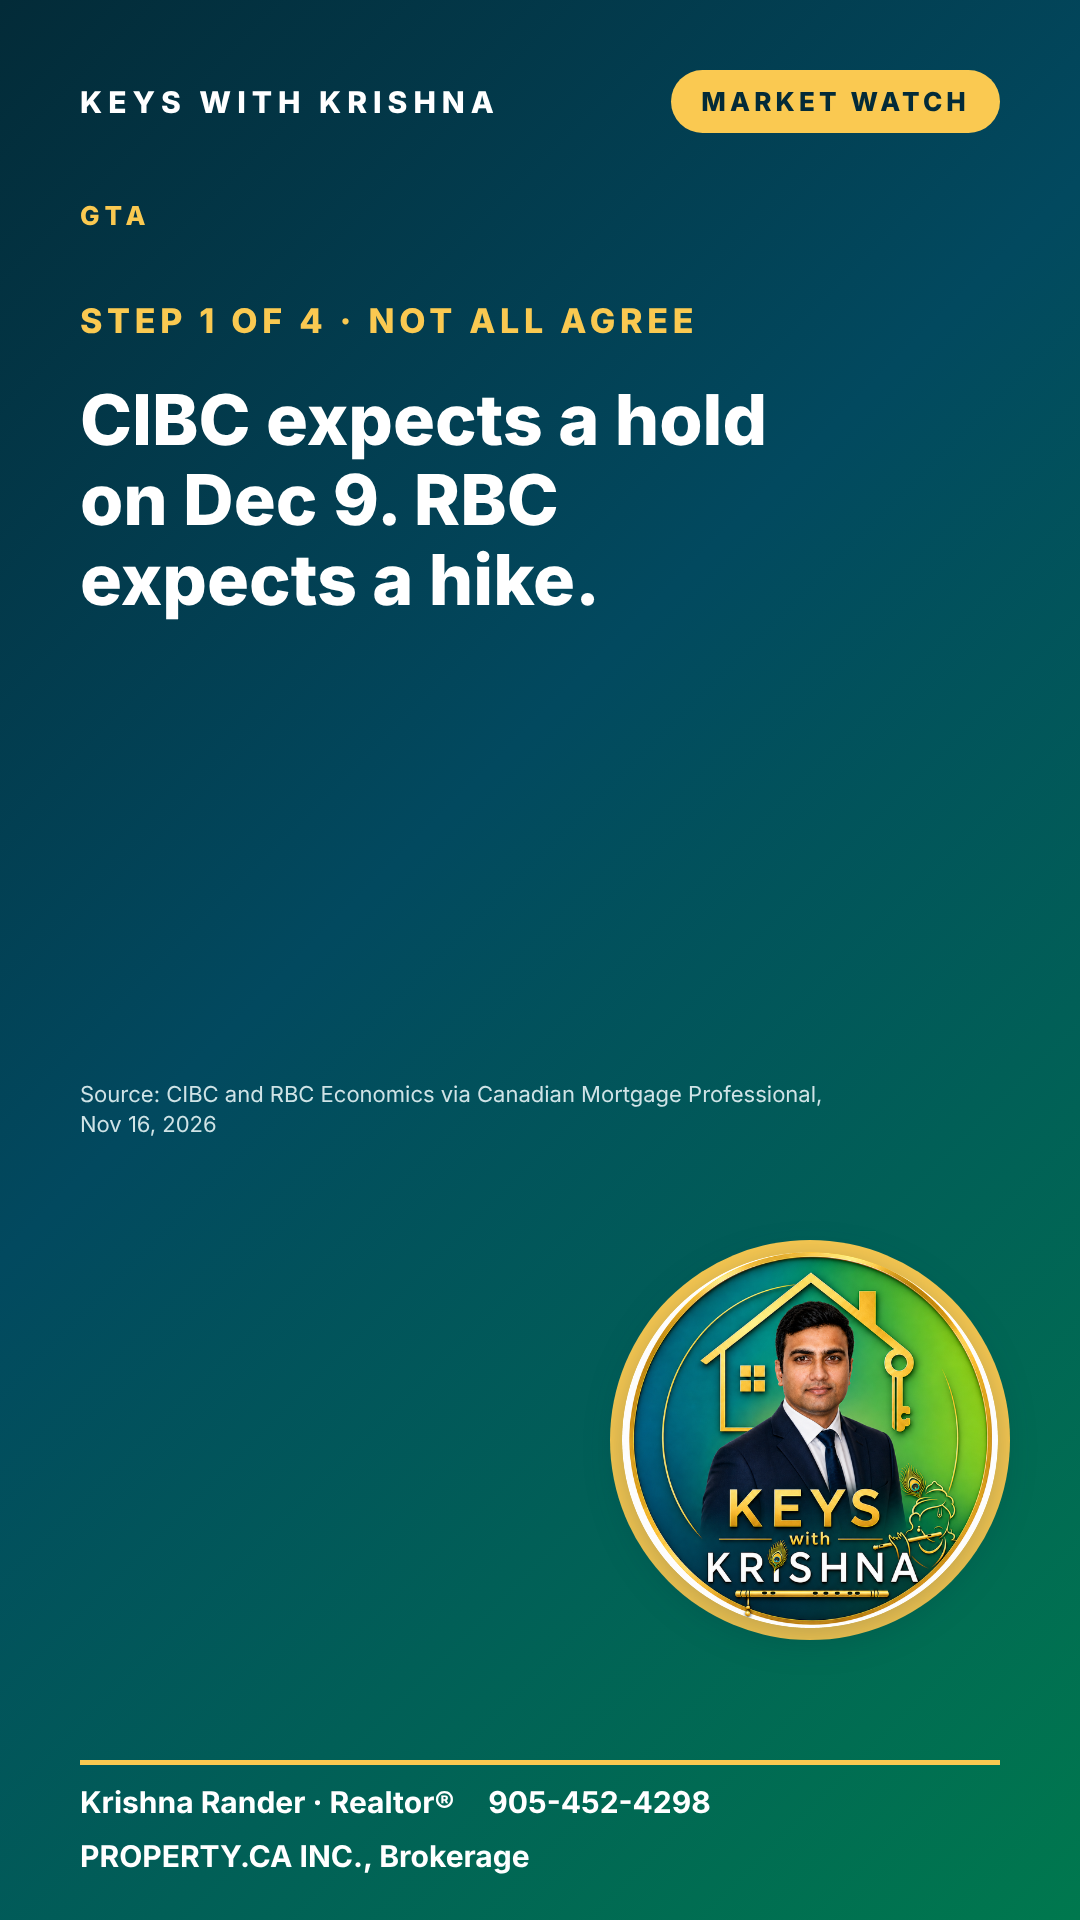 KEYS WITH KRISHNA
MARKET WATCH
GTA
STEP 1 OF 4 · NOT ALL AGREE
CIBC expects a hold
on Dec 9. RBC
expects a hike.
Source: CIBC and RBC Economics via Canadian Mortgage Professional,
Nov 16, 2026
KEYS
with
KRISHNA
Krishna Rander · Realtor® 905-452-4298
PROPERTY.CA INC., Brokerage